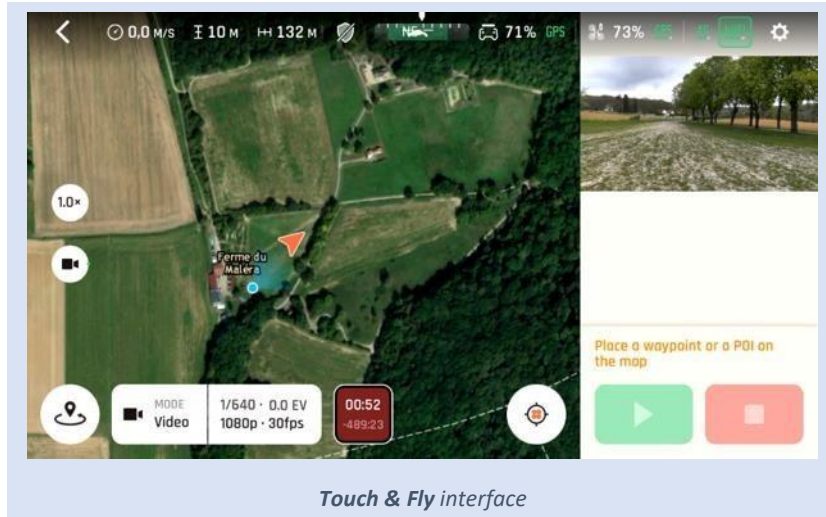 0,0 M/S 10 M 132 M NE 71% GPS 73%
1.0×
Ferme du
Maléra
Place a waypoint or a POI on
the map
MODE
Video
1/640 · 0.0 EV
1080p · 30fps
00:52
-489:23
Touch & Fly interface